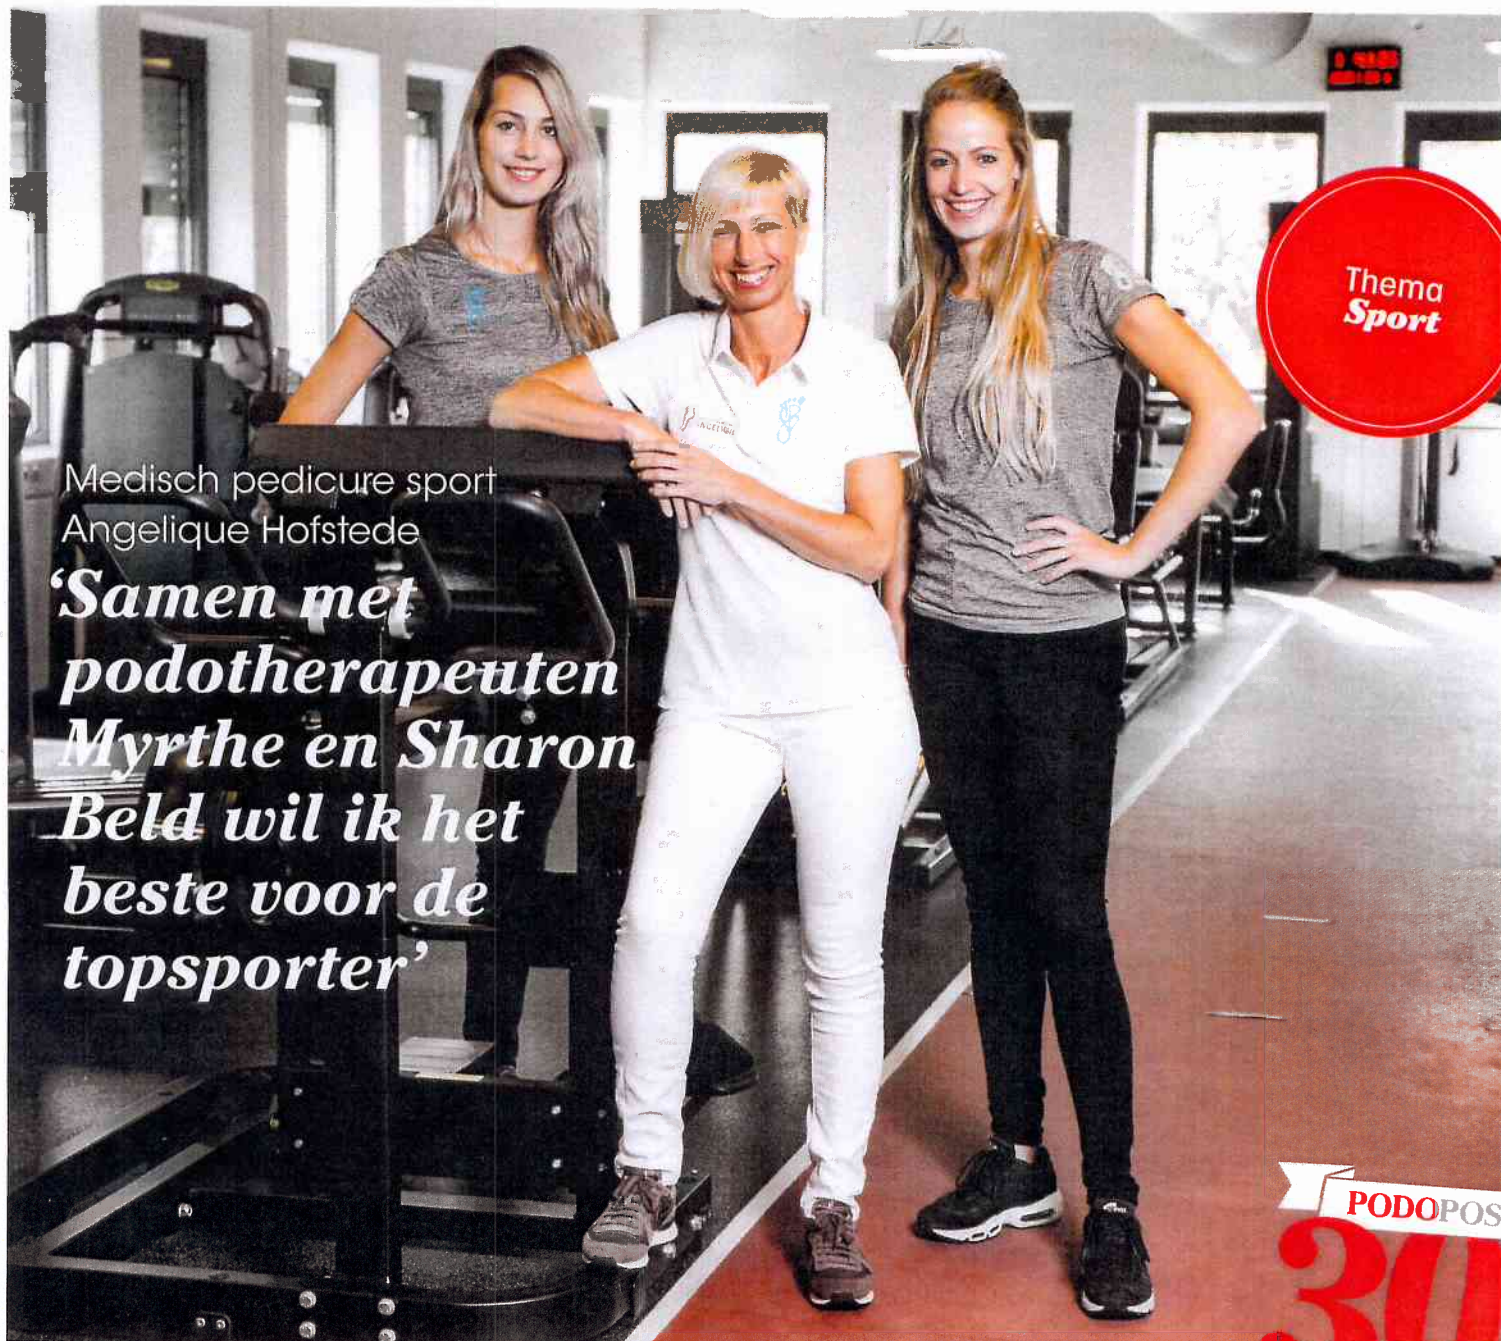 Thema
Sport
Medisch pedicure sport
Angelique Hofstede
‘Samen met
podotherapeuten
Myrthe en Sharon
Beld wil ik het
beste voor de
topsporter’
PODOPOS
30